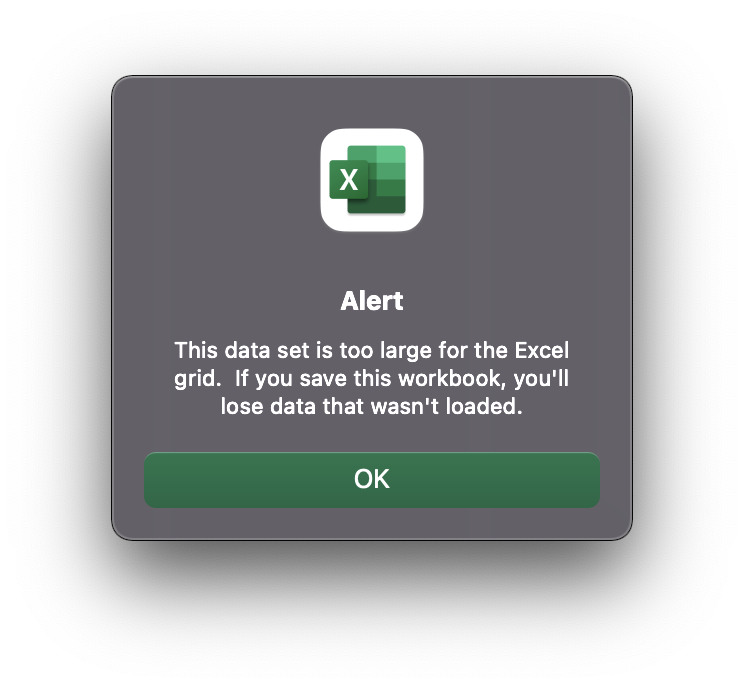 X
Alert
This data set is too large for the Excel
grid.  If you save this workbook, you'll
lose data that wasn't loaded.
OK